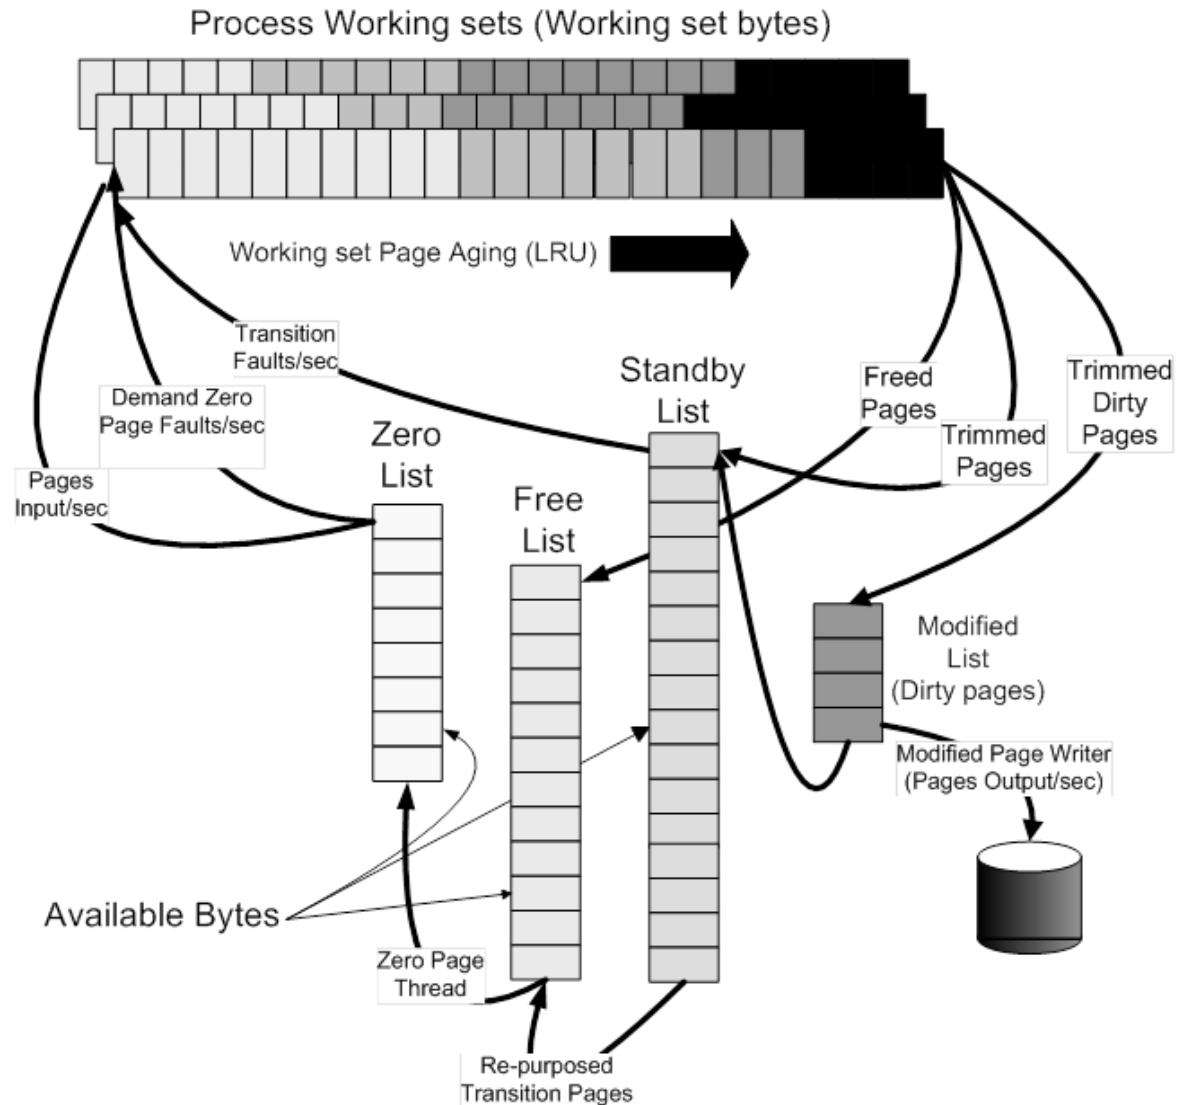 Process Working sets (Working set bytes)
Working set Page Aging (LRU)
Transition
Faults/sec
Demand Zero
Page Faults/sec
Pages
Input/sec
Zero
List
Free
List
Standby
List
Freed
Pages
Trimmed
Pages
Trimmed
Dirty
Pages
Modified
List
(Dirty pages)
Modified Page Writer
(Pages Output/sec)
Available Bytes
Zero Page
Thread
Re-purposed
Transition Pages